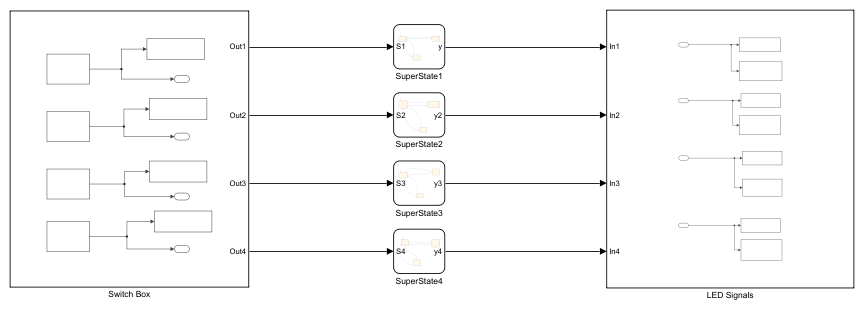 Out1 S1 y In1
SuperState1
Out2 S2 y2 In2
SuperState2
Out3 S3 y3 In3
SuperState3
Out4 S4 y4 In4
SuperState4
Switch Box LED Signals